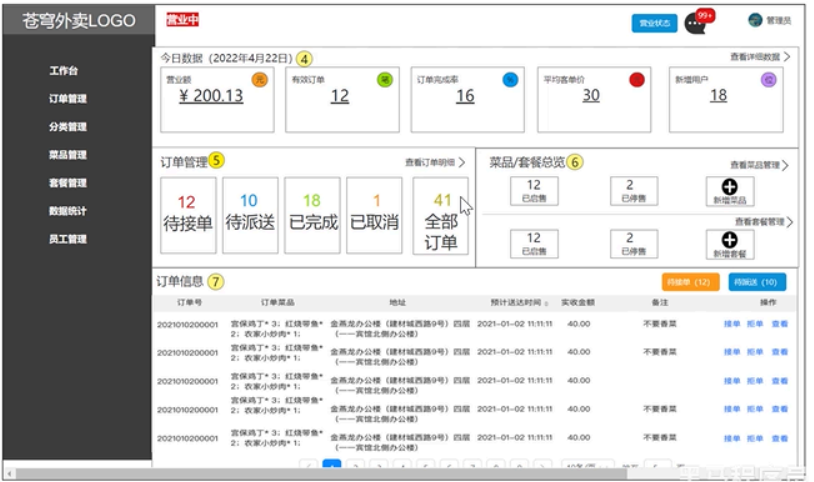 苍穹外卖LOGO
营业中
营业状态
99+
管理员
工作台
订单管理
分类管理
菜品管理
套餐管理
数据统计
员工管理
今日数据(2022年4月22日) 4
查看详细数据 >
营业额 元
¥ 200.13
有效订单
12
订单完成率
16
平均客单价
30
新增用户
18
订单管理 5
查看订单明细 >
12
待接单
10
待派送
18
已完成
1
已取消
41
全部
订单
菜品/套餐总览 6
查看菜品管理 >
12
已启售
2
已停售
新增菜品
查看套餐管理 >
12
已启售
2
已停售
新增套餐
订单信息 7
待接单 (12)
待派送 (10)
订单号 订单菜品 地址 预计送达时间 实收金额 备注 操作
2021010200001 宫保鸡丁* 3; 红烧带鱼* 2; 农家小炒肉* 1; 金燕龙办公楼(建材城西路9号)四层 (——宾馆北侧办公楼) 2021-01-02 11:11:11 40.00 不要香菜 接单 拒单 查看
2021010200001 宫保鸡丁* 3; 红烧带鱼* 2; 农家小炒肉* 1; 金燕龙办公楼(建材城西路9号)四层 (——宾馆北侧办公楼) 2021-01-02 11:11:11 40.00 不要香菜 接单 拒单 查看
2021010200001 宫保鸡丁* 3; 红烧带鱼* 2; 农家小炒肉* 1; 金燕龙办公楼(建材城西路9号)四层 (——宾馆北侧办公楼) 2021-01-02 11:11:11 40.00 接单 拒单 查看
2021010200001 宫保鸡丁* 3; 红烧带鱼* 2; 农家小炒肉* 1; 金燕龙办公楼(建材城西路9号)四层 (——宾馆北侧办公楼) 2021-01-02 11:11:11 40.00 不要香菜 接单 拒单 查看
2021010200001 宫保鸡丁* 3; 红烧带鱼* 2; 农家小炒肉* 1; 金燕龙办公楼(建材城西路9号)四层 (——宾馆北侧办公楼) 2021-01-02 11:11:11 40.00 不要香菜 接单 拒单 查看